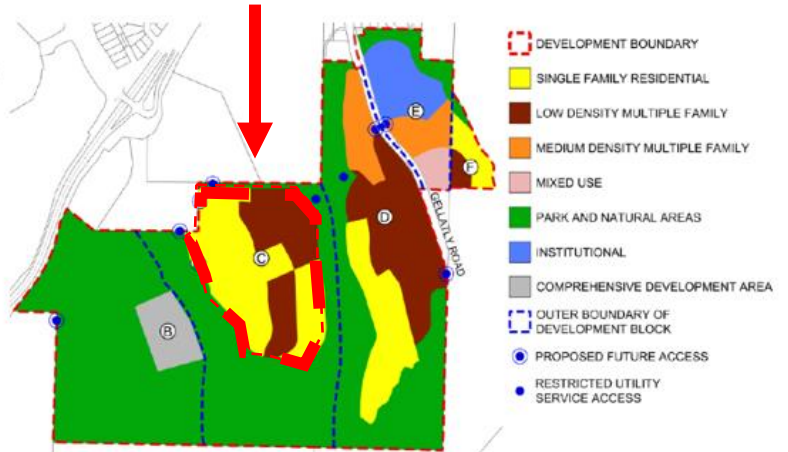 DEVELOPMENT BOUNDARY
SINGLE FAMILY RESIDENTIAL
LOW DENSITY MULTIPLE FAMILY
MEDIUM DENSITY MULTIPLE FAMILY
MIXED USE
PARK AND NATURAL AREAS
INSTITUTIONAL
COMPREHENSIVE DEVELOPMENT AREA
OUTER BOUNDARY OF
DEVELOPMENT BLOCK
PROPOSED FUTURE ACCESS
RESTRICTED UTILITY
SERVICE ACCESS
E
F
D
GELLATLY ROAD
C
B